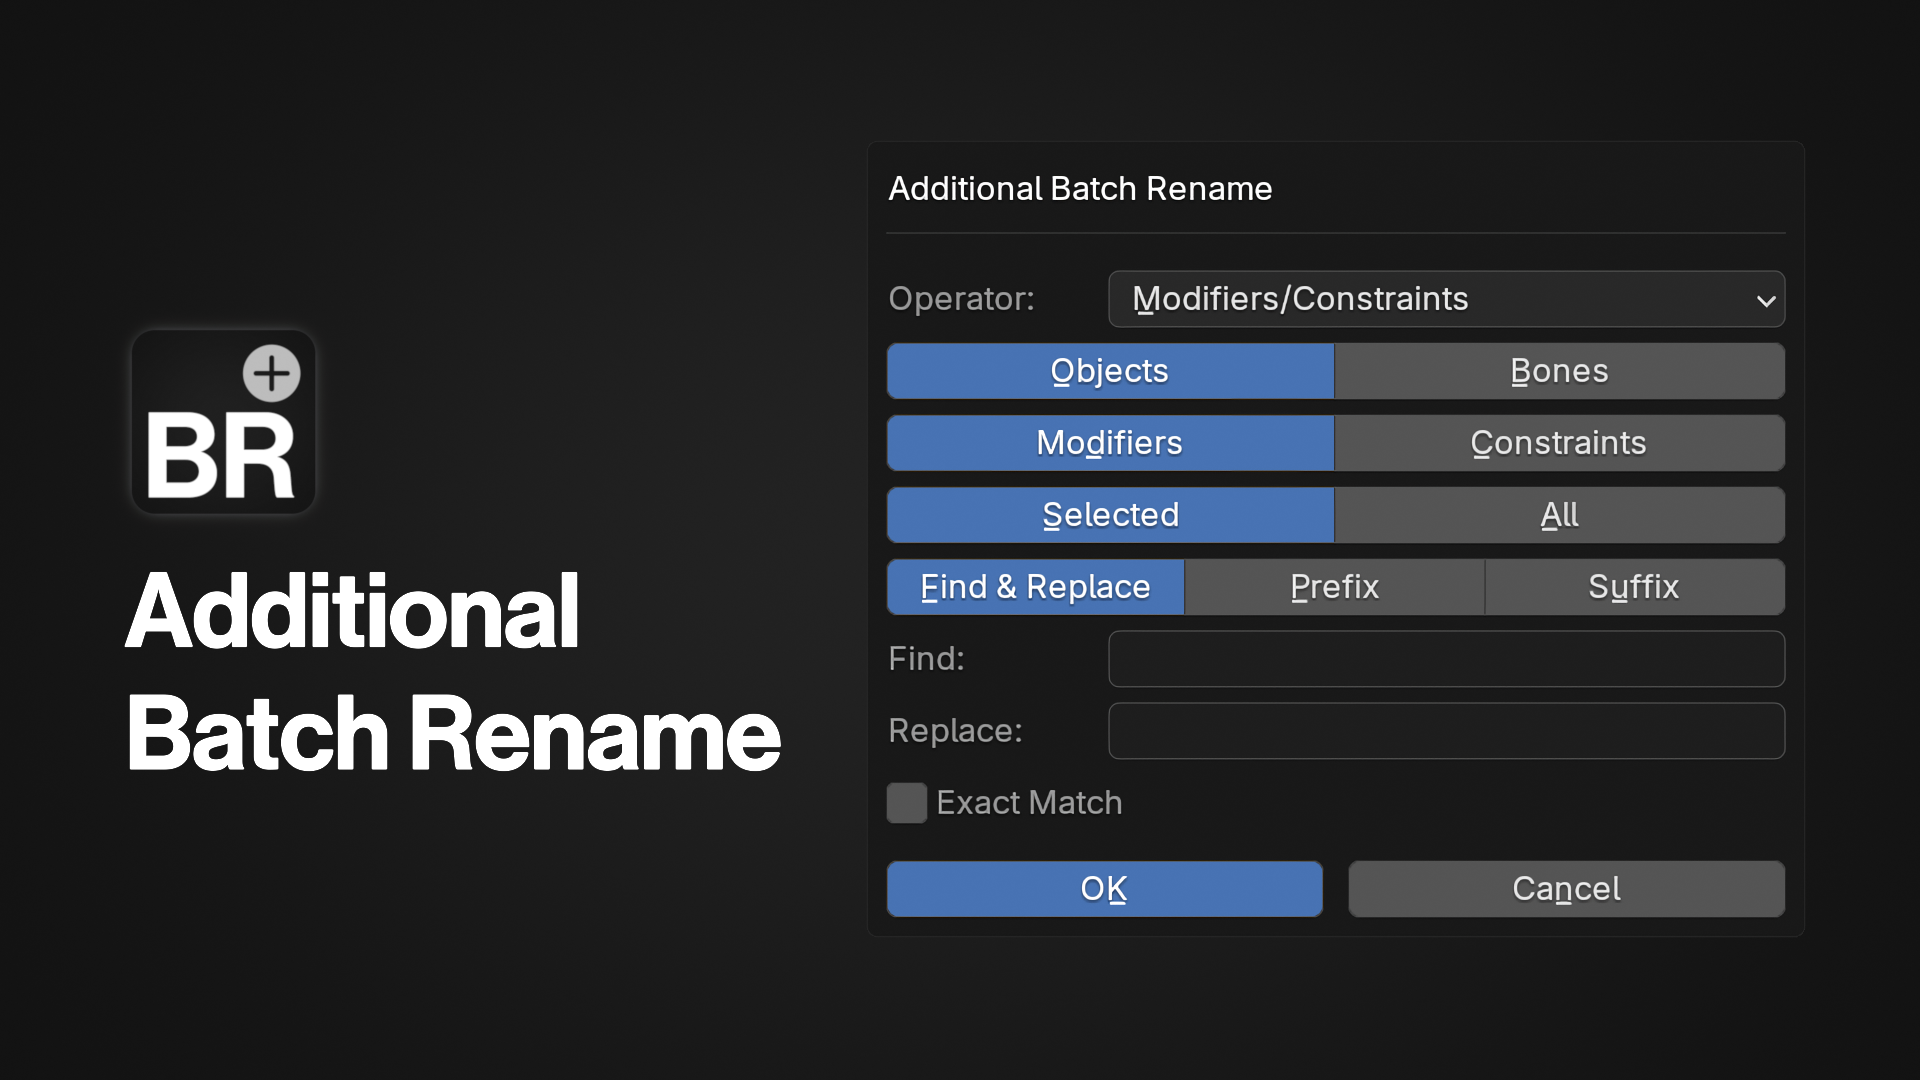 BR
Additional
Batch Rename
Additional Batch Rename
Operator: Modifiers/Constraints
Objects Bones
Modifiers Constraints
Selected All
Find & Replace Prefix Suffix
Find:
Replace:
Exact Match
OK Cancel